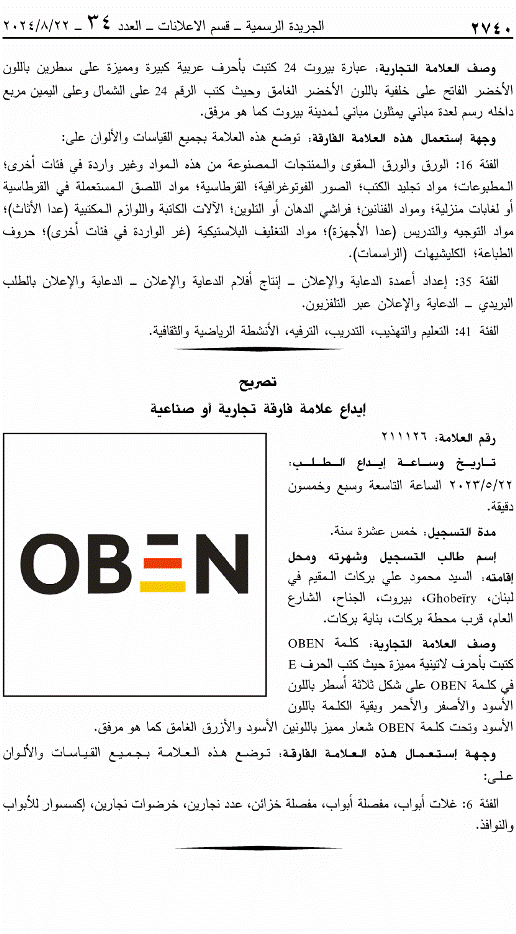 ٢٧٤٠ الجريدة الرسمية ــ قسم الاعلانات ــ العدد ٣٤ ــ ٢٠٢٤/٨/٢٢
وصف العلامة التجارية: عبارة بيروت 24 كتبت بأحرف عربية كبيرة ومميزة على سطرين باللون
الأخضر الفاتح على خلفية باللون الأخضر الغامق وحيث كتب الرقم 24 على الشمال وعلى اليمين مربع
داخله رسم لعدة مباني يمثلون مباني لمدينة بيروت كما هو مرفق.
وجهة إستعمال هذه العلامة الفارقة: توضع هذه العلامة بجميع القياسات والألوان على:
الفئة 16: الورق والورق المقوى والمنتجات المصنوعة من هذه المواد وغير واردة في فئات أخرى؛
المطبوعات؛ مواد تجليد الكتب؛ الصور الفوتوغرافية؛ القرطاسية؛ مواد اللصق المستعملة في القرطاسية
أو لغابات منزلية؛ ومواد الفنانين؛ فراشي الدهان أو التلوين؛ الآلات الكاتبة واللوازم المكتبية (عدا الأثاث)؛
مواد التوجيه والتدريس (عدا الأجهزة)؛ مواد التغليف البلاستيكية (غر الواردة في فئات أخرى)؛ حروف
الطباعة؛ الكليشيهات (الراسمات).
الفئة 35: إعداد أعمدة الدعاية والإعلان ــ إنتاج أفلام الدعاية والإعلان ــ الدعاية والإعلان بالطلب
البريدي ــ الدعاية والإعلان عبر التلفزيون.
الفئة 41: التعليم والتهذيب، التدريب، الترفيه، الأنشطة الرياضية والثقافية.
تصريح
إيداع علامة فارقة تجارية أو صناعية
رقم العلامة: ٢١١١٢٦
تاريخ وساعة إيداع الطلب:
٢٠٢٣/٥/٢٢ الساعة التاسعة وسبع وخمسون
دقيقة.
مدة التسجيل: خمس عشرة سنة.
إسم طالب التسجيل وشهرته ومحل
إقامته: السيد محمود علي بركات المقيم في
لبنان، Ghobeïry، بيروت، الجناح، الشارع
العام، قرب محطة بركات، بناية بركات.
وصف العلامة التجارية: كلمة OBEN
كتبت بأحرف لاتينية مميزة حيث كتب الحرف E
في كلمة OBEN على شكل ثلاثة أسطر باللون
الأسود والأصفر والأحمر وبقية الكلمة باللون
الأسود وتحت كلمة OBEN شعار مميز باللونين الأسود والأزرق الغامق كما هو مرفق.
OBEN
وجهة إستعمال هذه العلامة الفارقة: توضع هذه العلامة بجميع القياسات والألوان
على:
الفئة 6: غلات أبواب، مفصلة أبواب، مفصلة خزائن، عدد نجارين، خرضوات نجارين، إكسسوار للأبواب
والنوافذ.